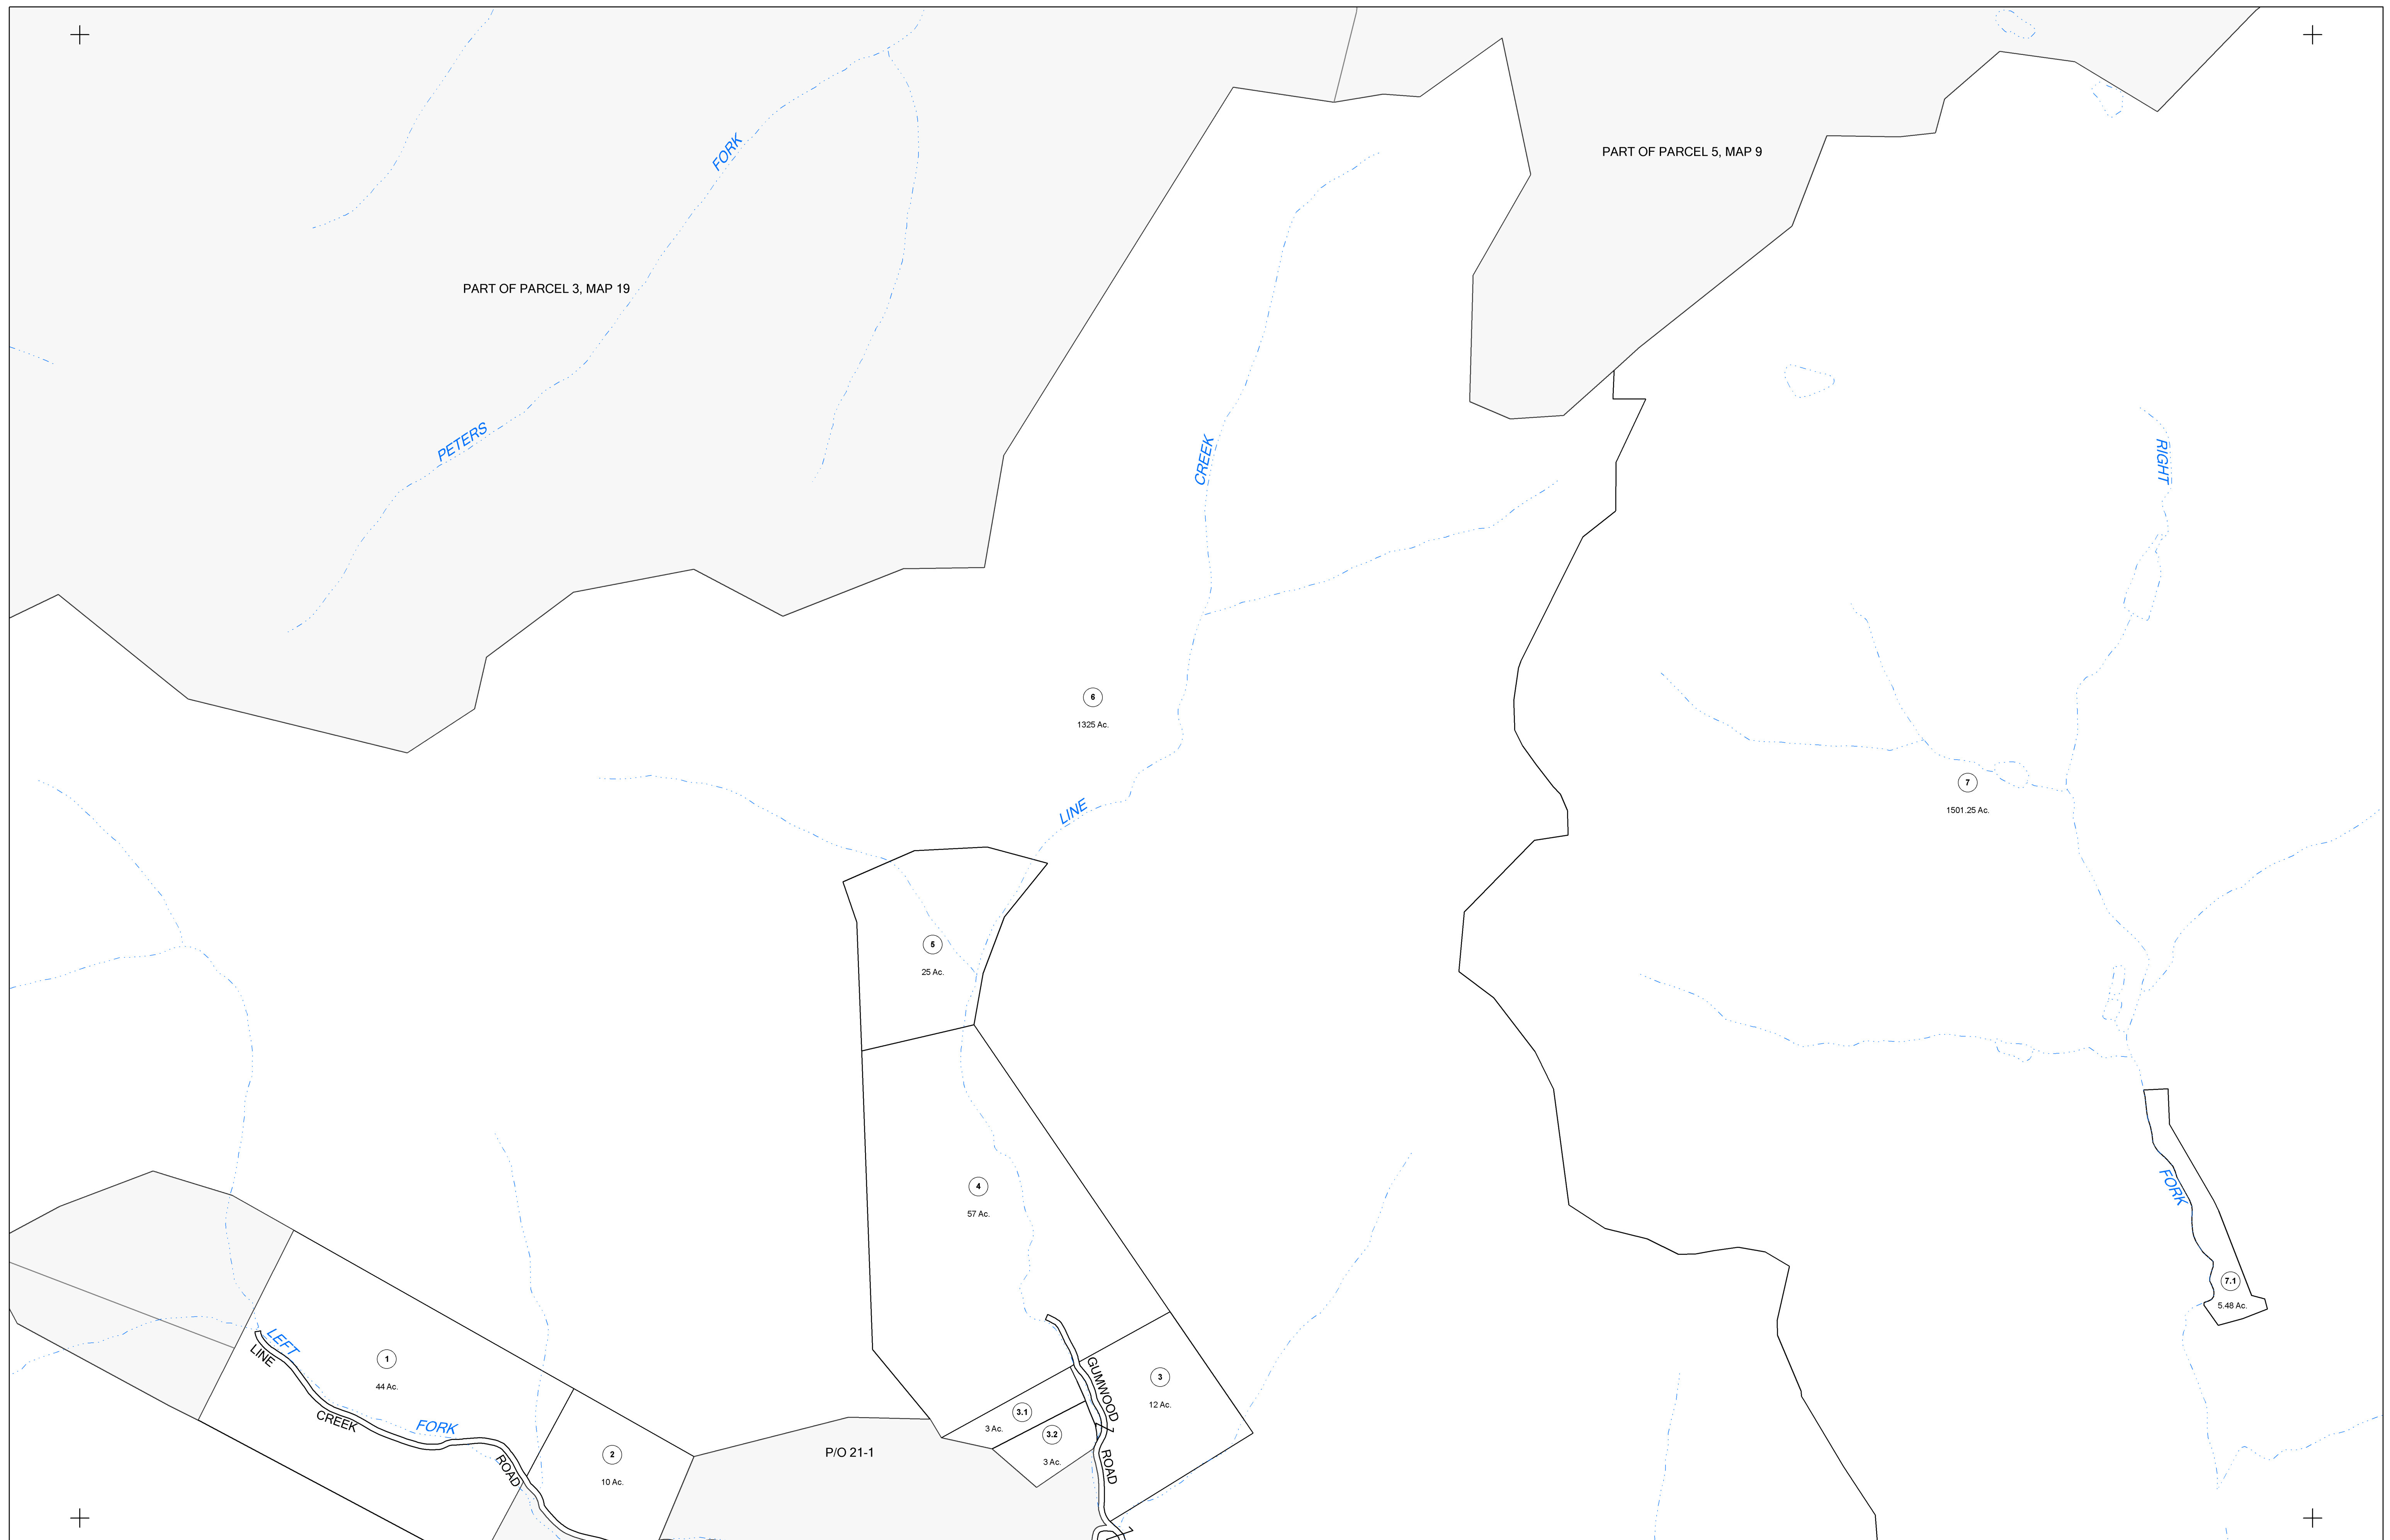 FORK
PART OF PARCEL 5, MAP 9
PART OF PARCEL 3, MAP 19
PETERS
CREEK
RIGHT
6
1325 Ac.
7
1501.25 Ac.
LINE
5
25 Ac.
4
57 Ac.
FORK
7.1
5.48 Ac.
LEFT
LINE
1
44 Ac.
CREEK
FORK
ROAD
2
10 Ac.
P/O 21-1
GUMWOOD
ROAD
3
12 Ac.
3.1
3 Ac.
3.2
3 Ac.